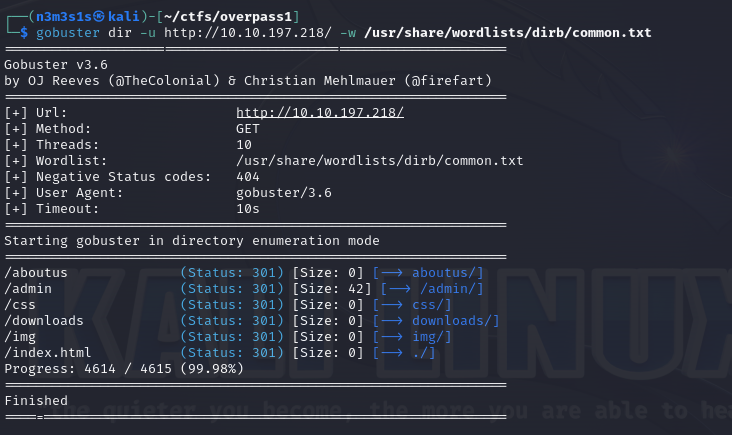 ┌──(n3m3s1s㉿kali)-[~/ctfs/overpass1]
└─$ gobuster dir -u http://10.10.197.218/ -w /usr/share/wordlists/dirb/common.txt
===============================================================
Gobuster v3.6
by OJ Reeves (@TheColonial) & Christian Mehlmauer (@firefart)
===============================================================
[+] Url:                     http://10.10.197.218/
[+] Method:                  GET
[+] Threads:                 10
[+] Wordlist:                /usr/share/wordlists/dirb/common.txt
[+] Negative Status codes:   404
[+] User Agent:              gobuster/3.6
[+] Timeout:                 10s
===============================================================
Starting gobuster in directory enumeration mode
===============================================================
/aboutus              (Status: 301) [Size: 0] [--> aboutus/]
/admin                (Status: 301) [Size: 42] [--> /admin/]
/css                  (Status: 301) [Size: 0] [--> css/]
/downloads            (Status: 301) [Size: 0] [--> downloads/]
/img                  (Status: 301) [Size: 0] [--> img/]
/index.html           (Status: 301) [Size: 0] [--> ./]
KALI LINUX
Progress: 4614 / 4615 (99.98%)
===============================================================
Finished
===============================================================
the quieter you become, the more you are able to hea